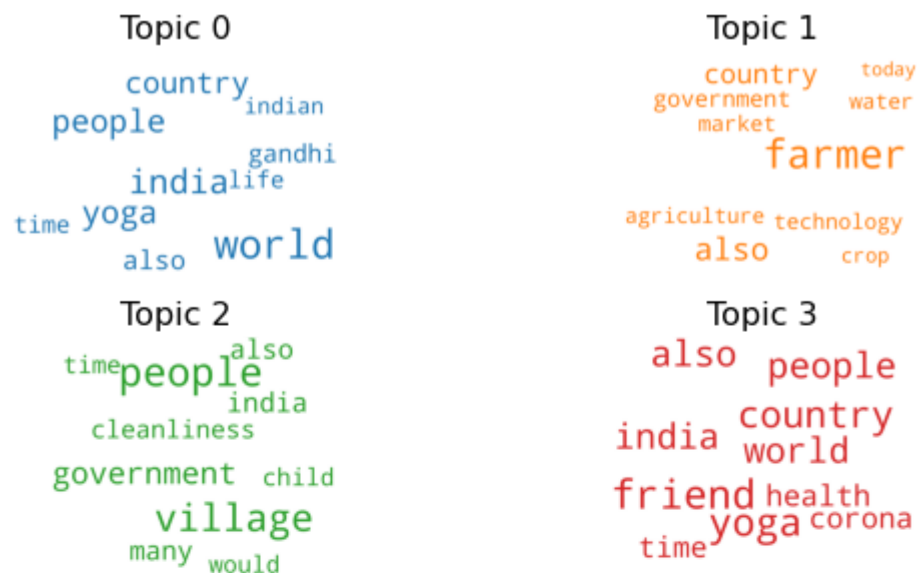 Topic 0
country
indian
people
gandhi
india life
yoga
time
world
also
Topic 1
country today
government water
market
farmer
agriculture technology
also
crop
Topic 2
also
time people
india
cleanliness
government child
village
many
would
Topic 3
also people
country
india world
friend health
yoga corona
time